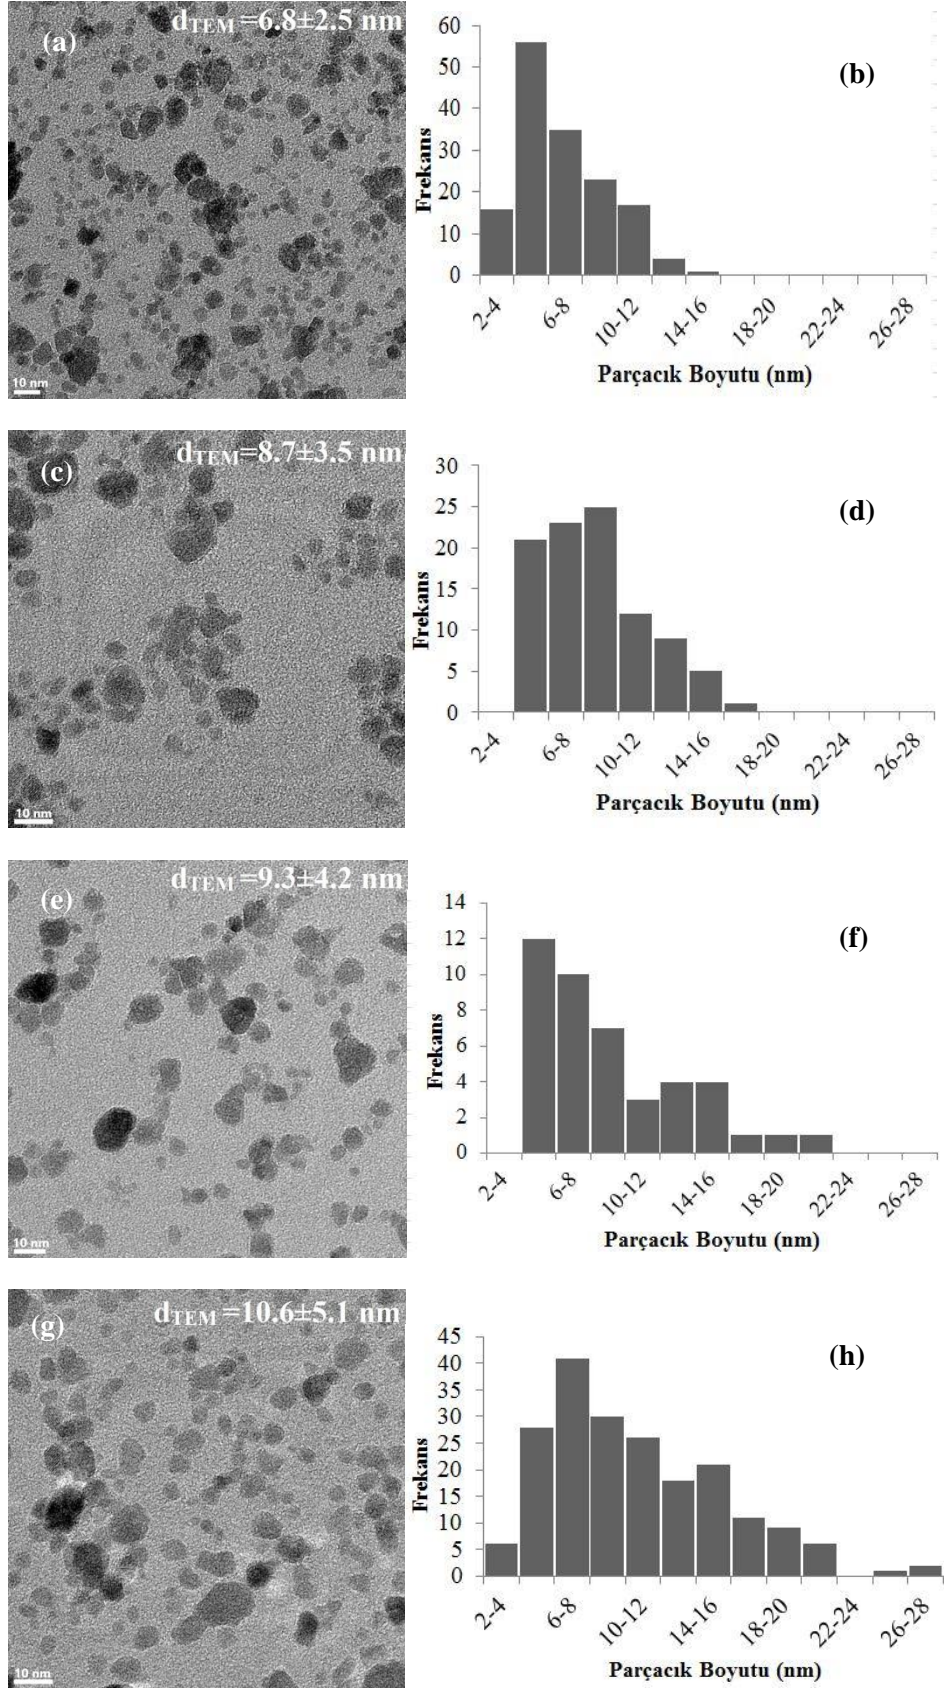 (a)
dTEM =6.8±2.5 nm
10 nm
(b)
60
50
40
30
20
10
0
Frekans
2-4
6-8
10-12
14-16
18-20
22-24
26-28
Parçacık Boyutu (nm)
(c)
dTEM=8.7±3.5 nm
10 nm
(d)
30
25
20
15
10
5
0
Frekans
2-4
6-8
10-12
14-16
18-20
22-24
26-28
Parçacık Boyutu (nm)
(e)
dTEM =9.3±4.2 nm
10 nm
(f)
14
12
10
8
6
4
2
0
Frekans
2-4
6-8
10-12
14-16
18-20
22-24
26-28
Parçacık Boyutu (nm)
(g)
dTEM =10.6±5.1 nm
10 nm
(h)
45
40
35
30
25
20
15
10
5
0
Frekans
2-4
6-8
10-12
14-16
18-20
22-24
26-28
Parçacık Boyutu (nm)